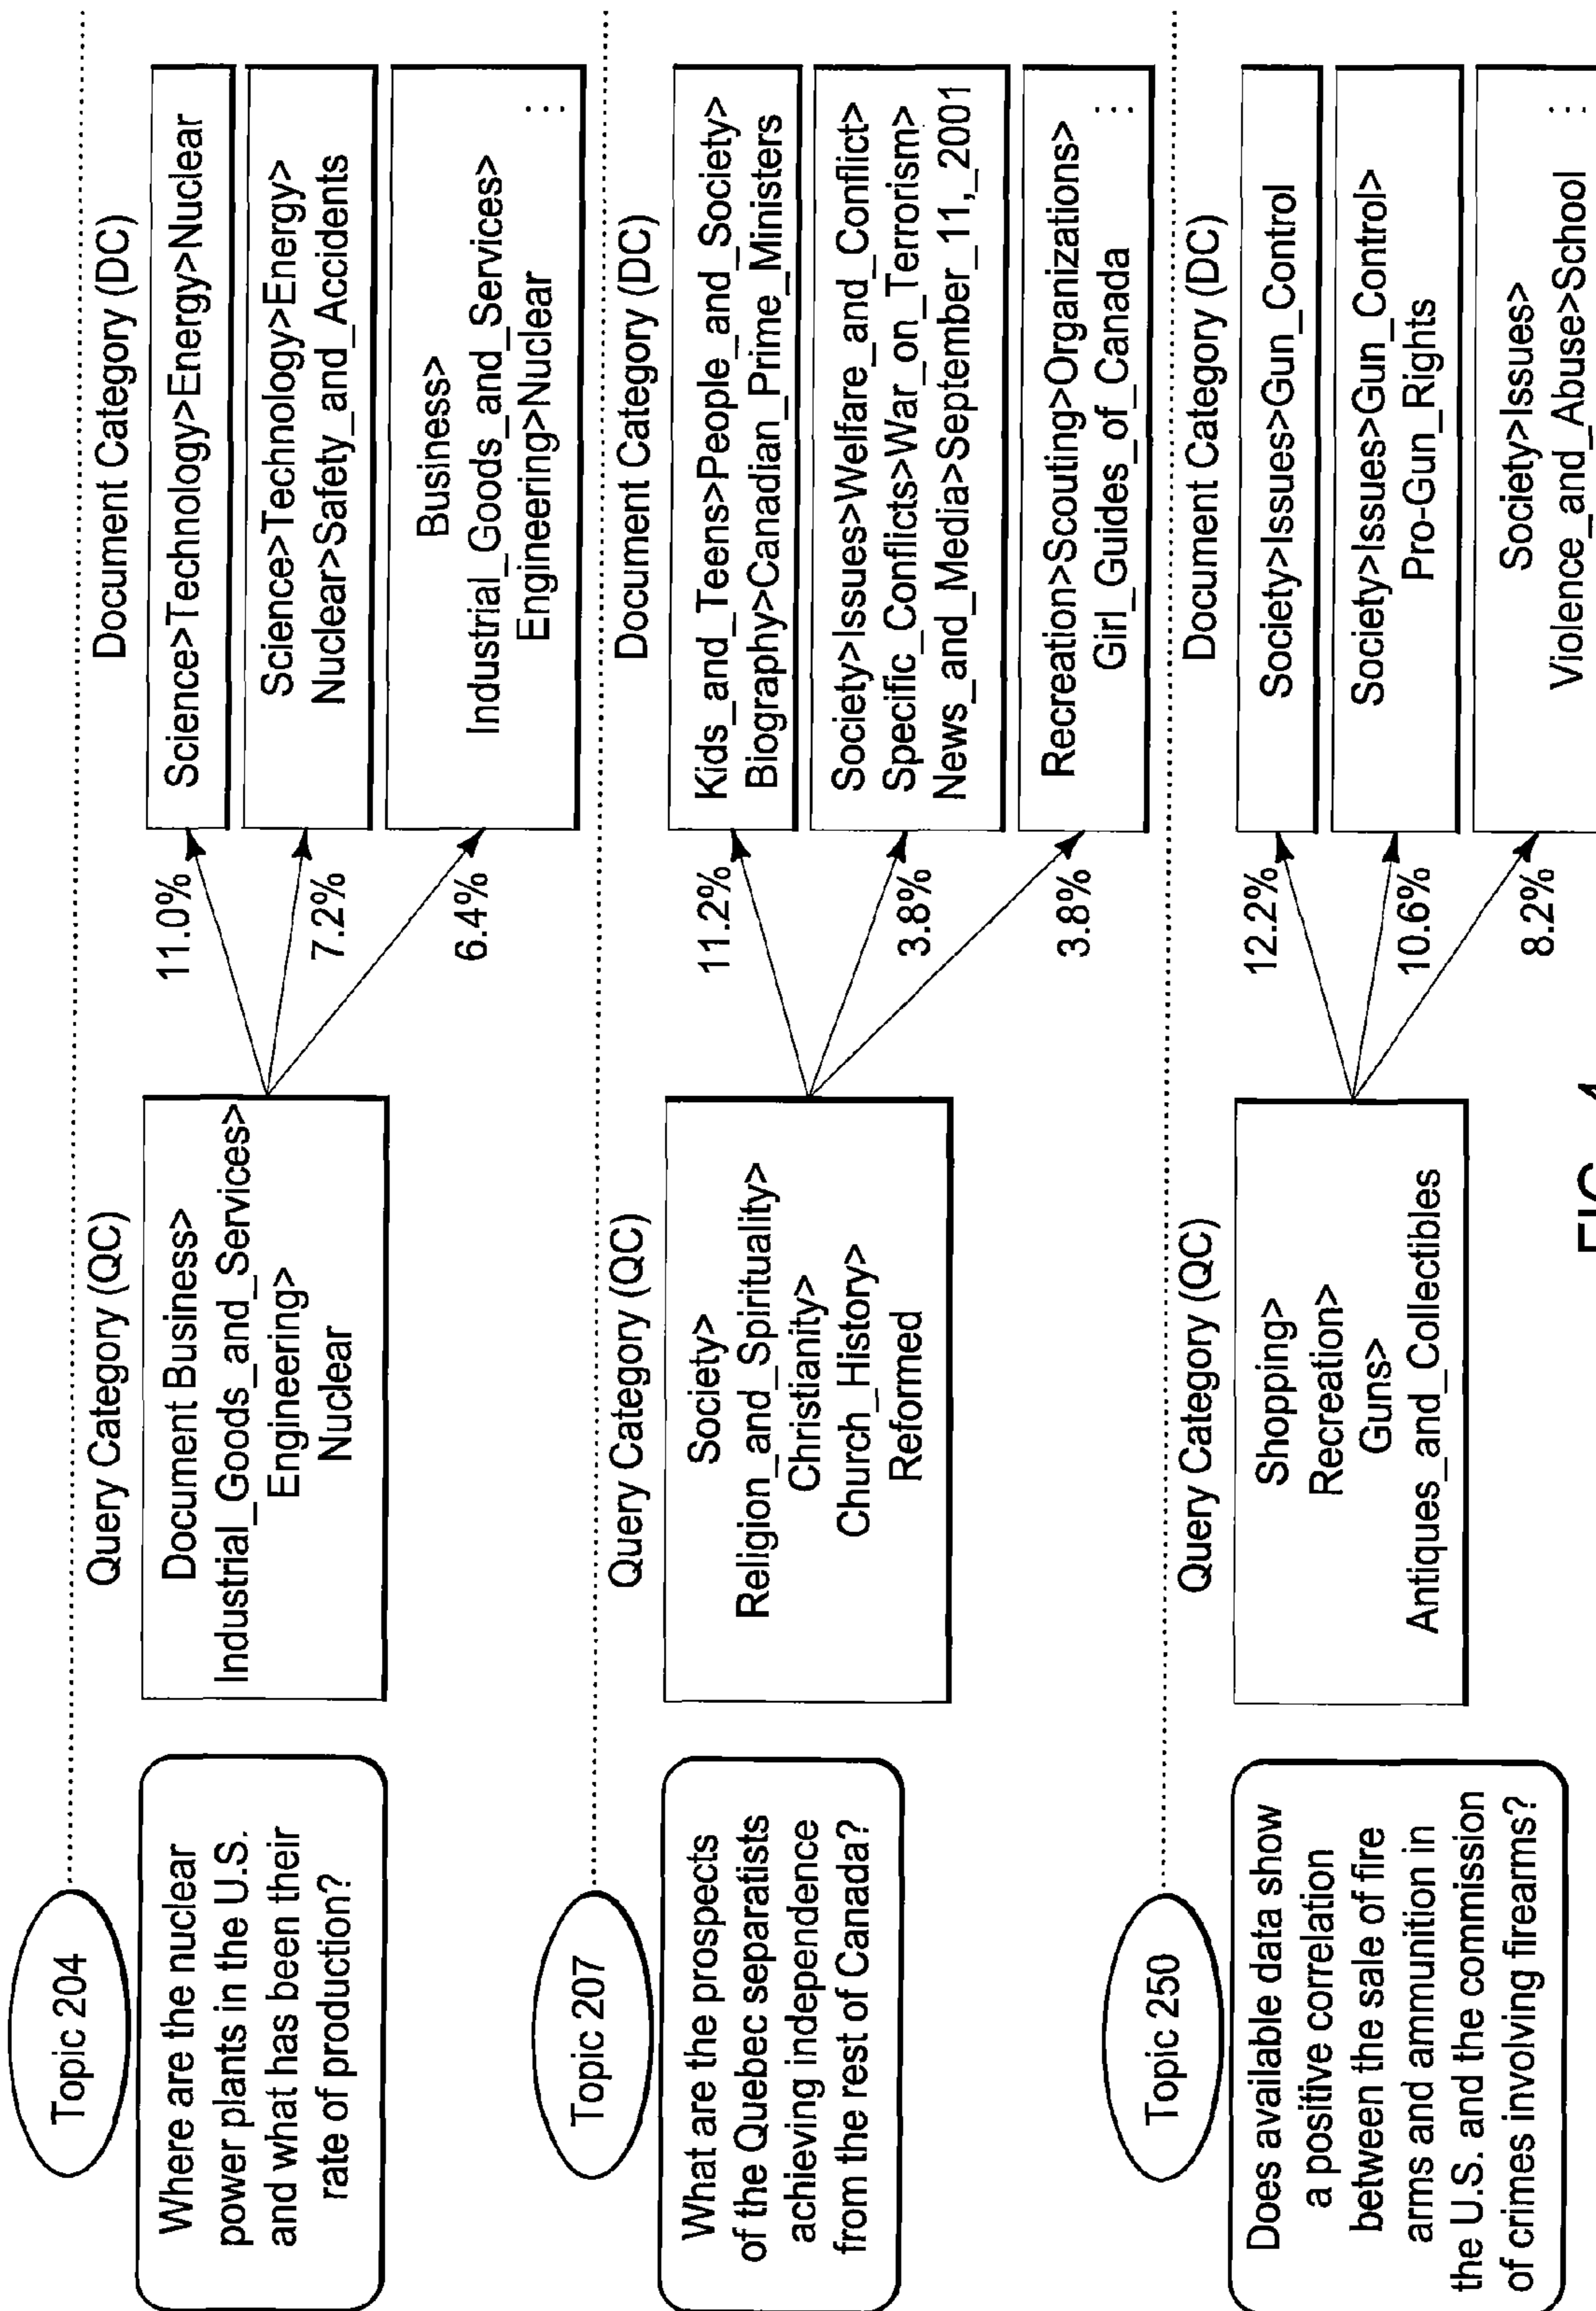 Topic 204
Where are the nuclear
power plants in the U.S.
and what has been their
rate of production?
Query Category (QC)
Document Business>
Industrial_Goods_and_Services>
Engineering>
Nuclear
11.0%
7.2%
6.4%
Document Category (DC)
Science>Technology>Energy>Nuclear
Science>Technology>Energy>
Nuclear>Safety_and_Accidents
Business>
Industrial_Goods_and_Services>
Engineering>Nuclear
Topic 207
What are the prospects
of the Quebec separatists
achieving independence
from the rest of Canada?
Query Category (QC)
Society>
Religion_and_Spirituality>
Christianity>
Church_History>
Reformed
11.2%
3.8%
3.8%
Document Category (DC)
Kids_and_Teens>People_and_Society>
Biography>Canadian_Prime_Ministers
Society>Issues>Welfare_and_Conflict>
Specific_Conflicts>War_on_Terrorism>
News_and_Media>September_11,_2001
Recreation>Scouting>Organizations>
Girl_Guides_of_Canada
Topic 250
Does available data show
a positive correlation
between the sale of fire
arms and ammunition in
the U.S. and the commission
of crimes involving firearms?
Query Category (QC)
Shopping>
Recreation>
Guns>
Antiques_and_Collectibles
12.2%
10.6%
8.2%
Document Category (DC)
Society>Issues>Gun_Control
Society>Issues>Gun_Control>
Pro-Gun_Rights
Society>Issues>
Violence_and_Abuse>School
FIG.